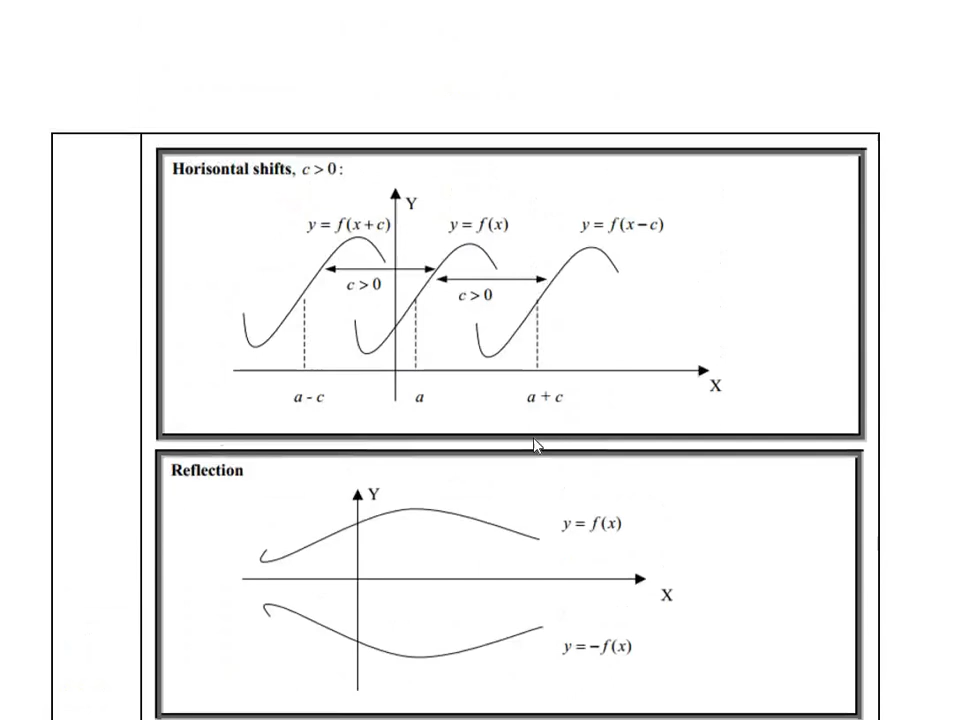 Horisontal shifts, c > 0:
Y
y = f(x + c) y = f(x) y = f(x − c)
c > 0
c > 0
X
a - c a a + c
Reflection
Y
y = f(x)
X
y = −f(x)